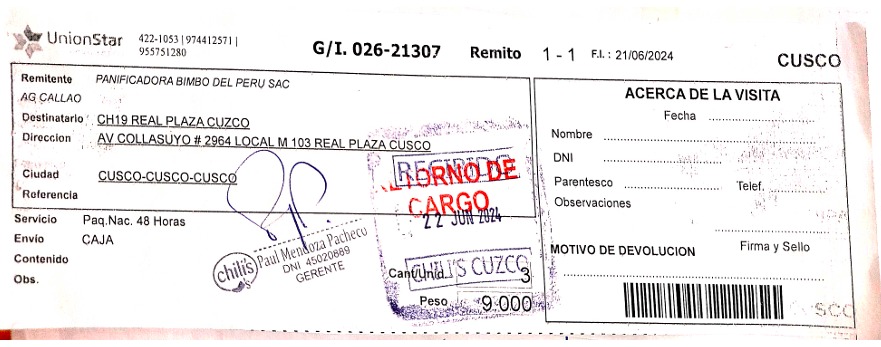 UnionStar
422-1053 | 974412571 |
955751280
G/I. 026-21307 Remito 1 - 1 F.I.: 21/06/2024
CUSCO
Remitente PANIFICADORA BIMBO DEL PERU SAC
AG CALLAO
Destinatario CH19 REAL PLAZA CUZCO
Direccion AV COLLASUYO # 2964 LOCAL M 103 REAL PLAZA CUSCO
Ciudad CUSCO-CUSCO-CUSCO
Referencia
Servicio Paq.Nac. 48 Horas
Envío CAJA
Contenido
Obs.
chili's
Paul Mendoza Pacheco
DNI 45020869
GERENTE
RECIBIDO
RETORNO DE
CARGO
22 JUN 2024
CHILI'S CUZCO
Cant/Unid. 3
Peso 9.000
ACERCA DE LA VISITA
Fecha
Nombre
DNI
Parentesco Telef.
Observaciones
MOTIVO DE DEVOLUCION Firma y Sello
CUSCO